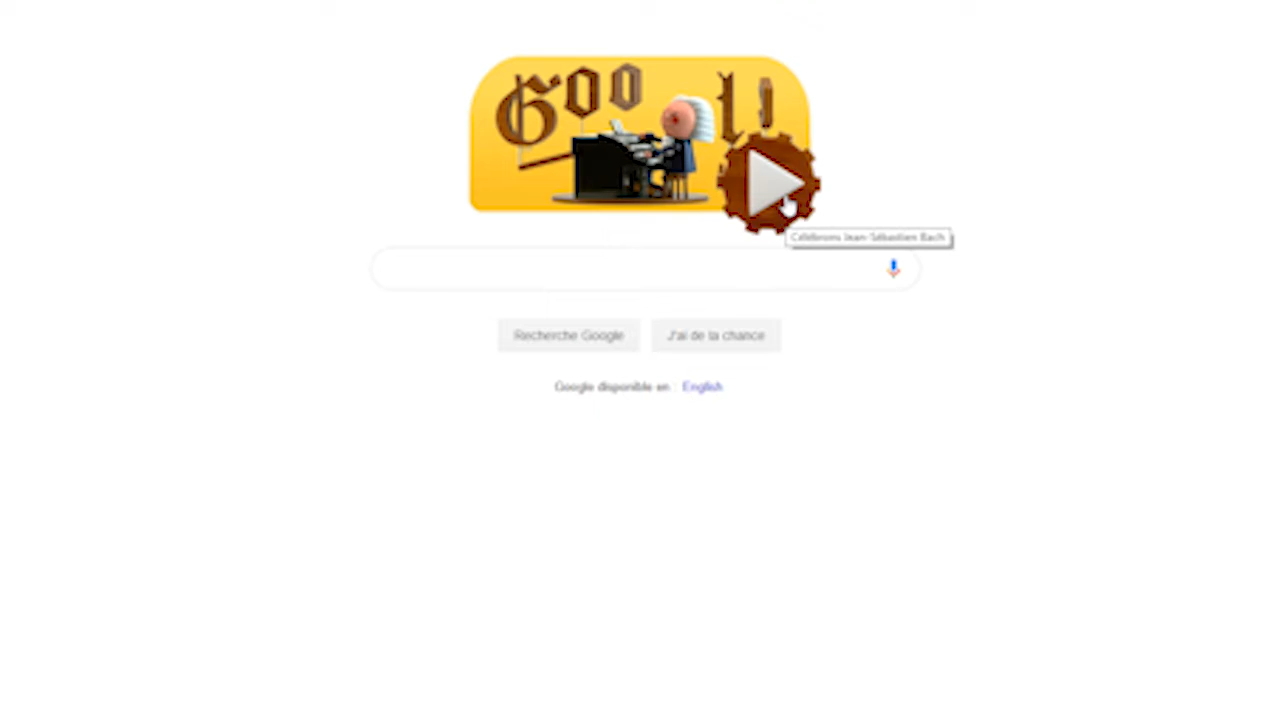 Goo l!
Célébrons Jean-Sébastien Bach
Recherche Google
J'ai de la chance
Google disponible en : English